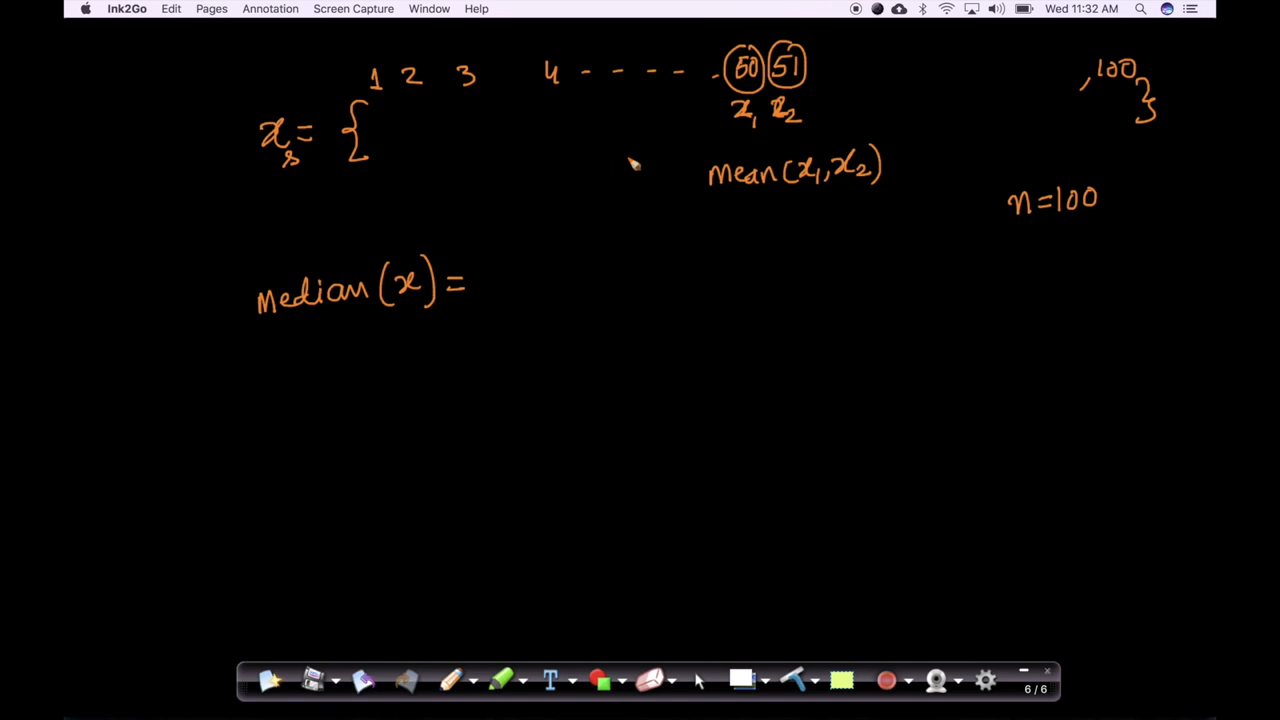 Ink2Go Edit Pages Annotation Screen Capture Window Help Wed 11:32 AM
1 2 3 4 - - - - . 50 51 , 100 }
x₁ x₂
xₛ = {
mean(x₁,x₂)
n=100
median(x) =
T
6 / 6